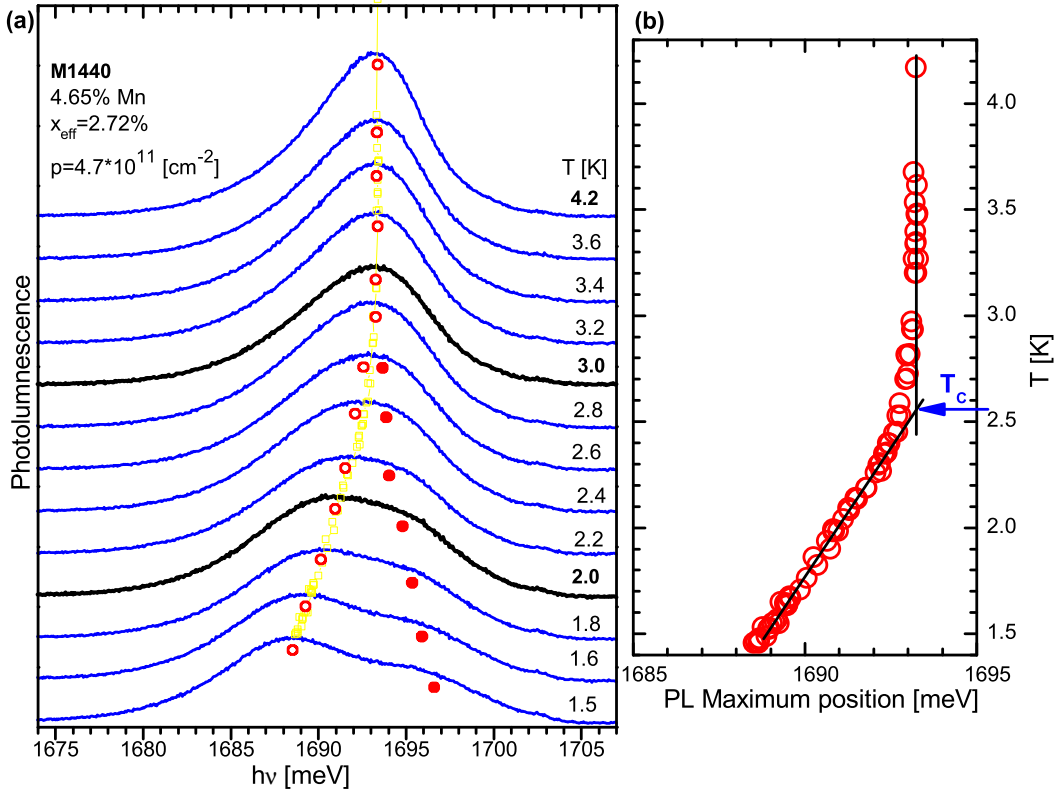 (a)
M1440
4.65% Mn
x_eff=2.72%
p=4.7*10^11 [cm^-2]
T [K]
4.2
3.6
3.4
3.2
3.0
2.8
2.6
2.4
2.2
2.0
1.8
1.6
1.5
Photolumnescence
1675 1680 1685 1690 1695 1700 1705
hν [meV]
(b)
4.0
3.5
3.0
2.5
2.0
1.5
T [K]
T_C
1685 1690 1695
PL Maximum position [meV]